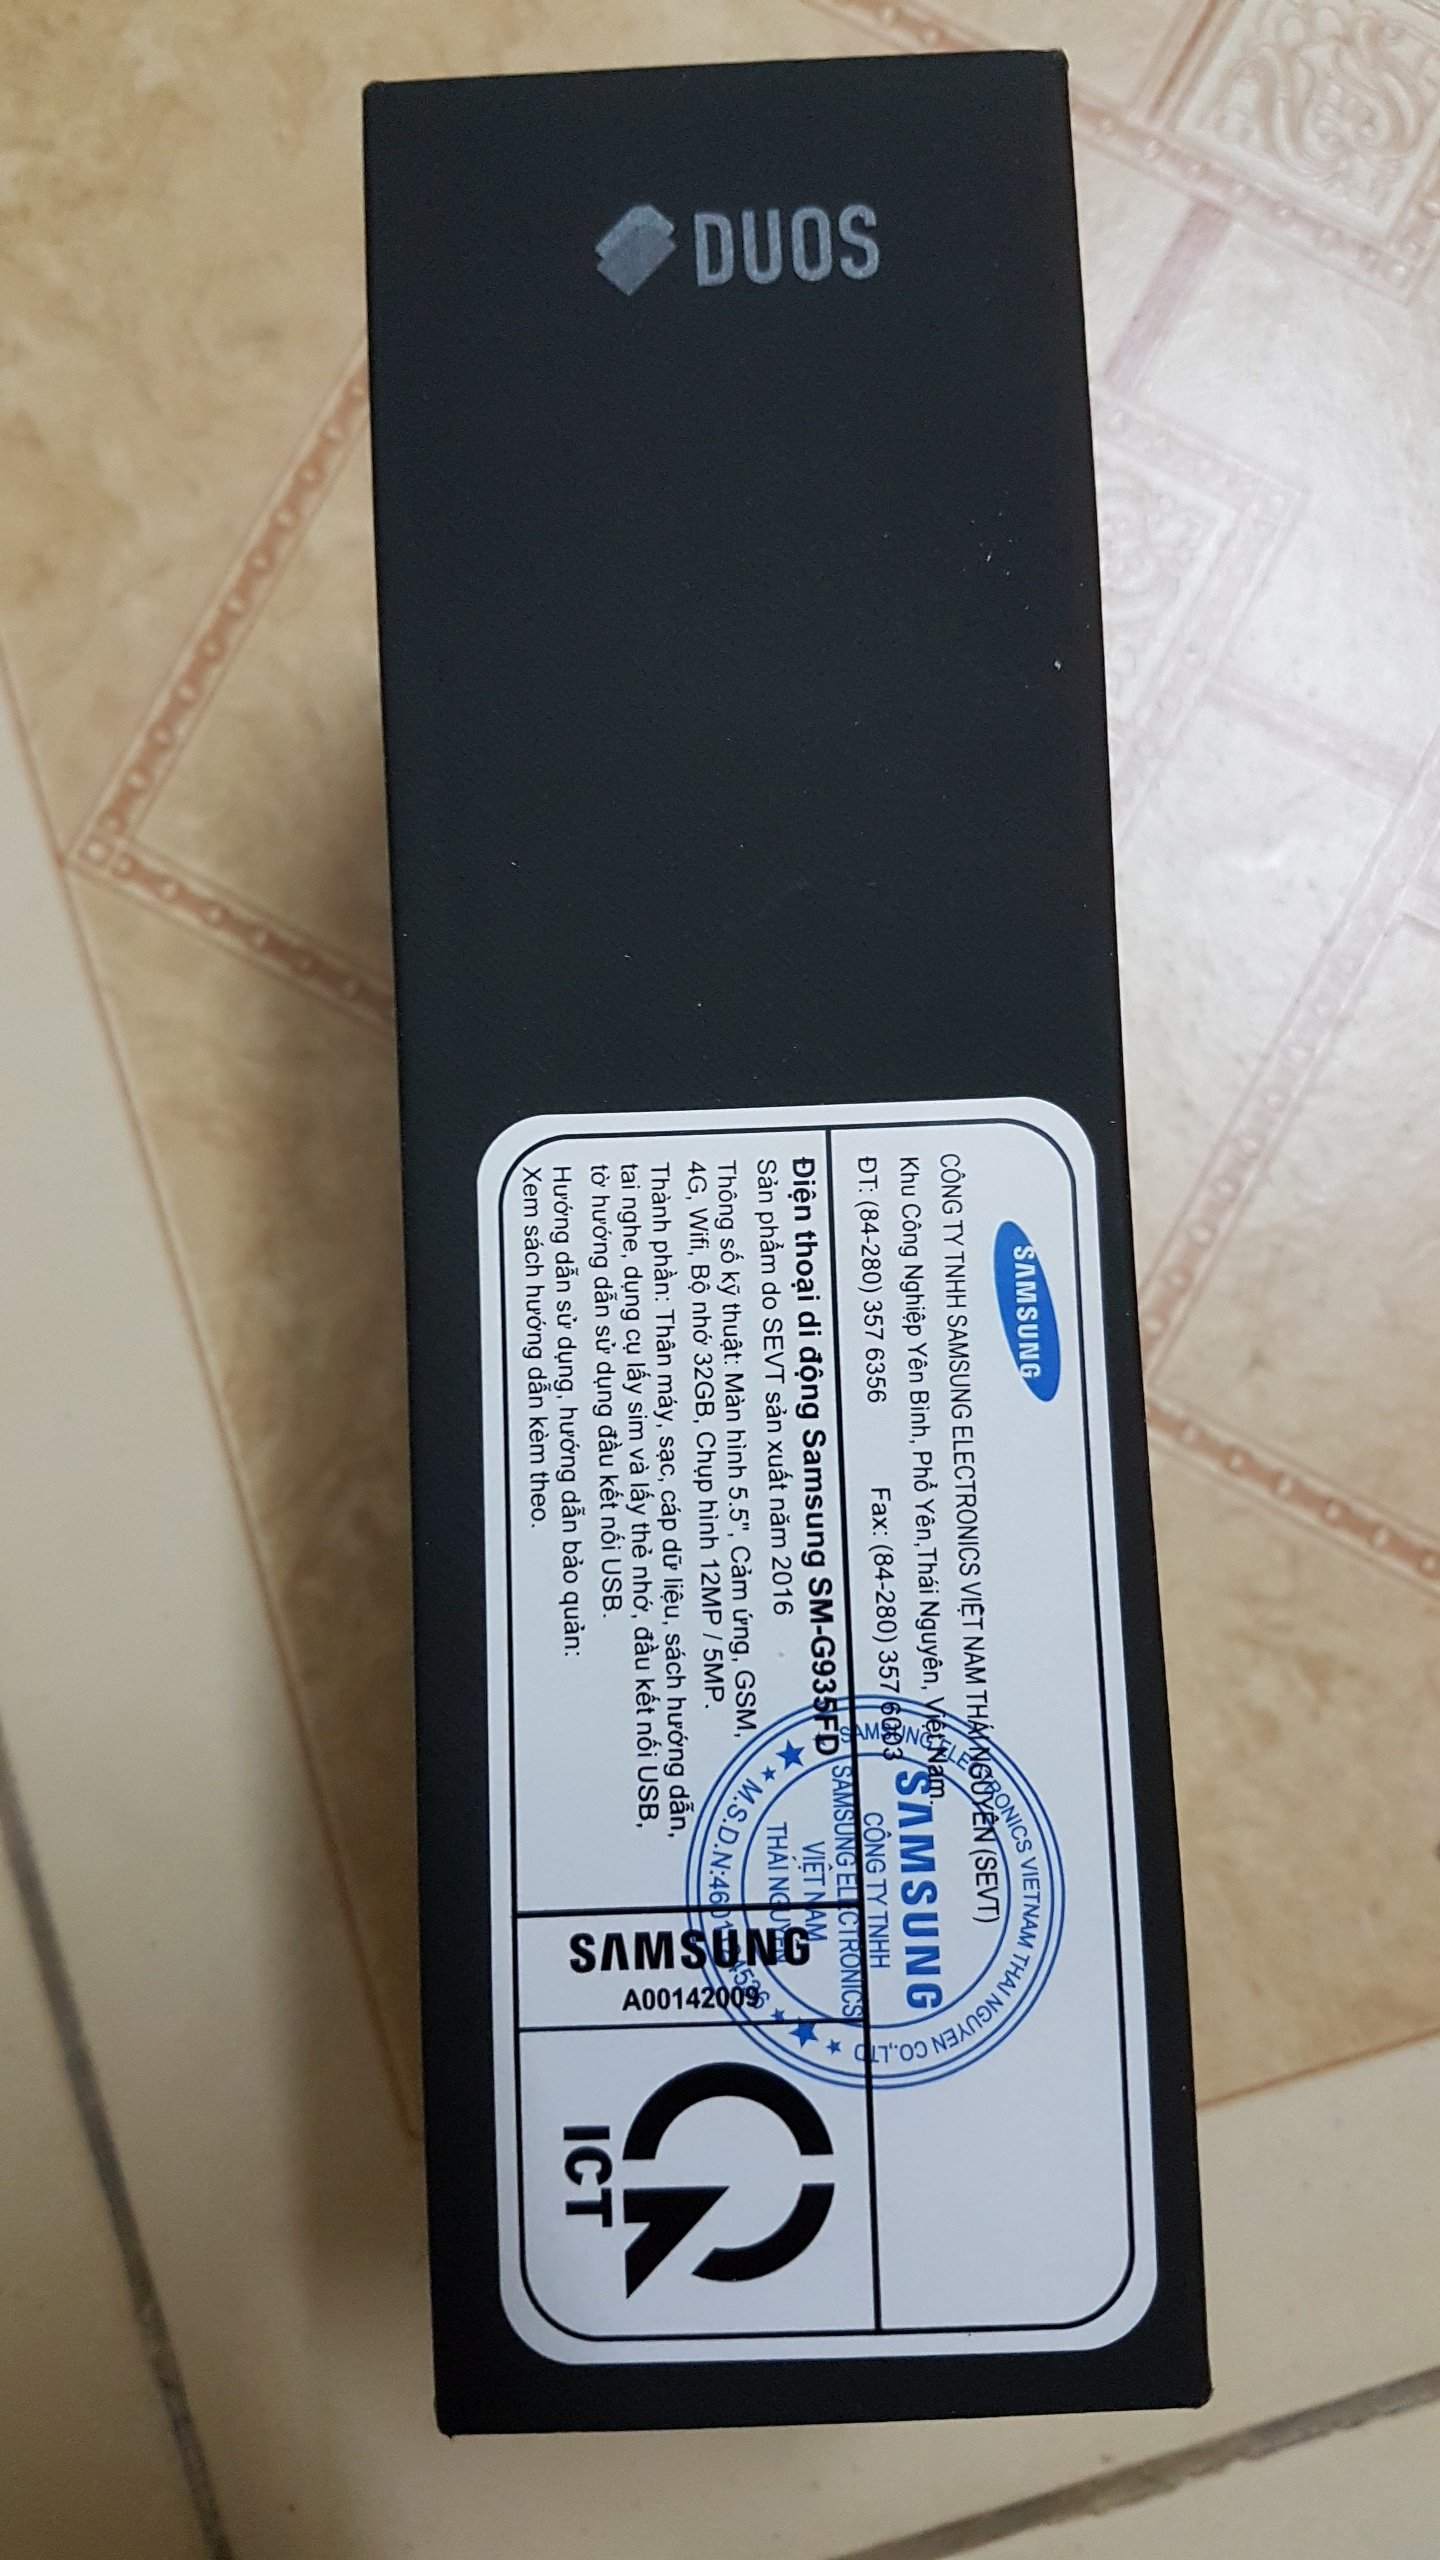 DUOS
SAMSUNG
CÔNG TY TNHH SAMSUNG ELECTRONICS VIỆT NAM THÁI NGUYÊN (SEVT)
Khu Công Nghiệp Yên Bình, Phổ Yên,Thái Nguyên, Việt Nam.
ĐT: (84-280) 357 6356 Fax: (84-280) 357 6003
Điện thoại di động Samsung SM-G935FD
Sản phẩm do SEVT sản xuất năm 2016
Thông số kỹ thuật: Màn hình 5.5", Cảm ứng, GSM,
4G, Wifi, Bộ nhớ 32GB, Chụp hình 12MP / 5MP.
Thành phần: Thân máy, sạc, cáp dữ liệu, sách hướng dẫn,
tai nghe, dụng cụ lấy sim và lấy thẻ nhớ, đầu kết nối USB,
tờ hướng dẫn sử dụng đầu kết nối USB.
Hướng dẫn sử dụng, hướng dẫn bảo quản:
Xem sách hướng dẫn kèm theo.
SAMSUNG ELECTRONICS VIETNAM THAI NGUYEN CO.,LTD
SAMSUNG
CÔNG TY TNHH
SAMSUNG ELECTRONICS
VIỆT NAM
THÁI NGUYÊN
SAMSUNG
A00142009
ICT